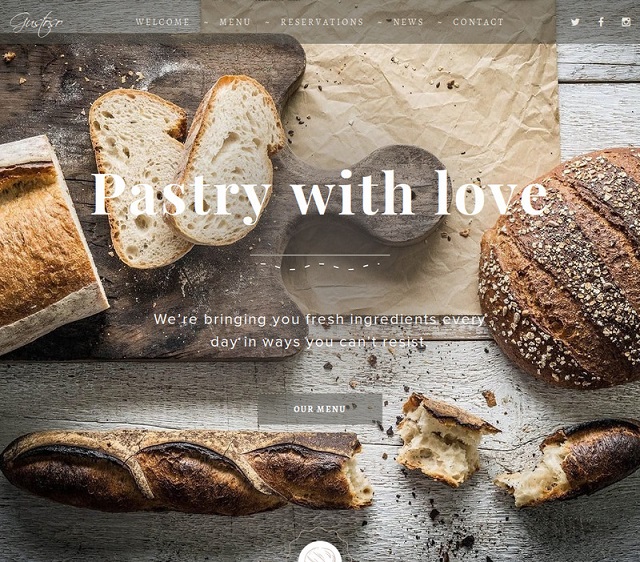 Gustoso
WELCOME - MENU - RESERVATIONS - NEWS - CONTACT
Pastry with love
We're bringing you fresh ingredients every
day in ways you can't resist
OUR MENU